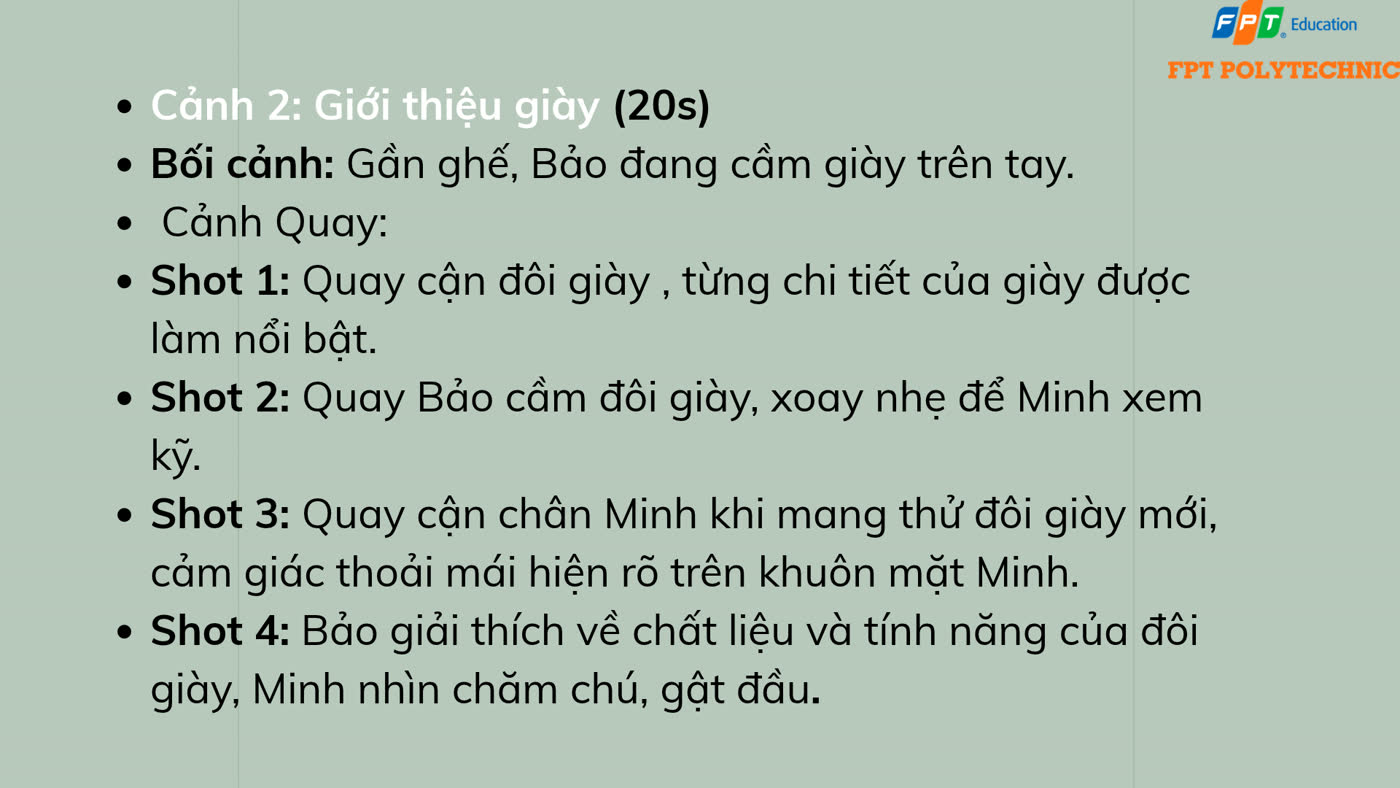 FPT Education
FPT POLYTECHNIC
• Cảnh 2: Giới thiệu giày (20s)
• Bối cảnh: Gần ghế, Bảo đang cầm giày trên tay.
• Cảnh Quay:
• Shot 1: Quay cận đôi giày , từng chi tiết của giày được
làm nổi bật.
• Shot 2: Quay Bảo cầm đôi giày, xoay nhẹ để Minh xem
kỹ.
• Shot 3: Quay cận chân Minh khi mang thử đôi giày mới,
cảm giác thoải mái hiện rõ trên khuôn mặt Minh.
• Shot 4: Bảo giải thích về chất liệu và tính năng của đôi
giày, Minh nhìn chăm chú, gật đầu.